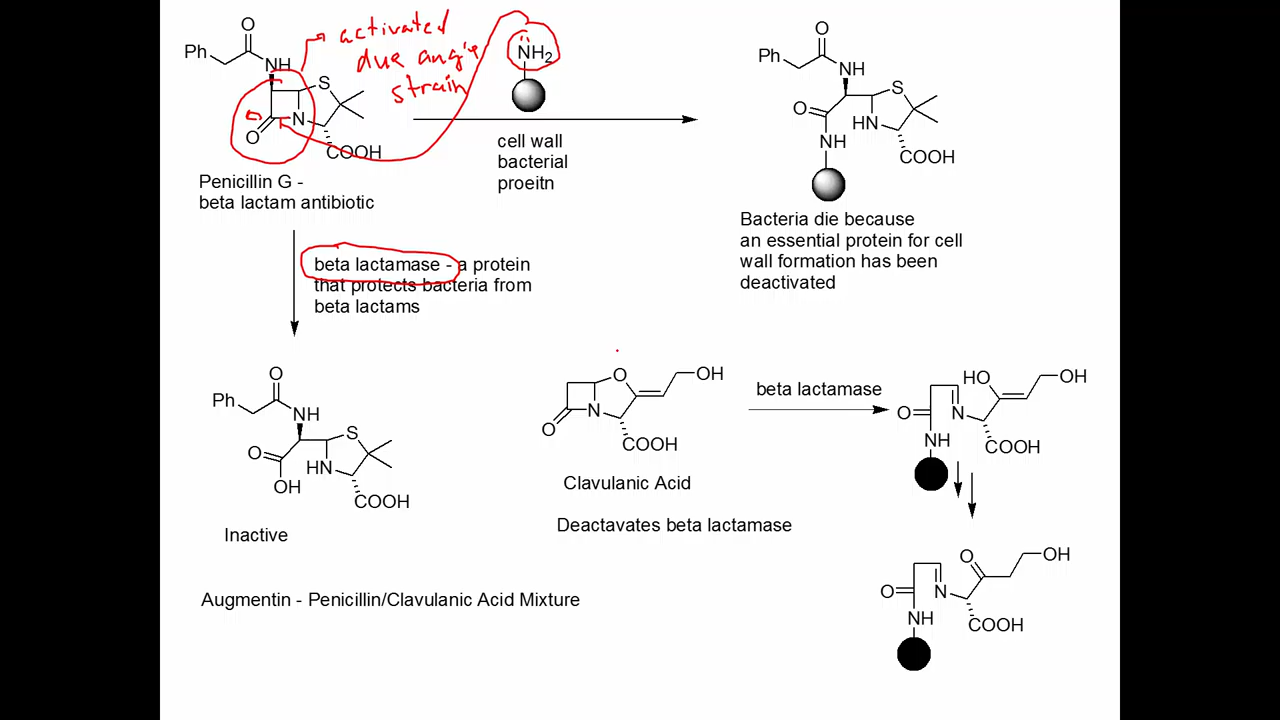 O
Ph
NH
S
N
O
COOH
activated
due angle
strain
NH2
cell wall
bacterial
proeitn
Penicillin G -
beta lactam antibiotic
O
Ph
NH
S
O
HN
NH
COOH
Bacteria die because
an essential protein for cell
wall formation has been
deactivated
beta lactamase - a protein
that protects bacteria from
beta lactams
O
Ph
NH
S
O
HN
OH
COOH
Inactive
O
OH
N
O
COOH
Clavulanic Acid
Deactavates beta lactamase
beta lactamase
HO
OH
O
N
NH
COOH
O
OH
O
N
NH
COOH
Augmentin - Penicillin/Clavulanic Acid Mixture